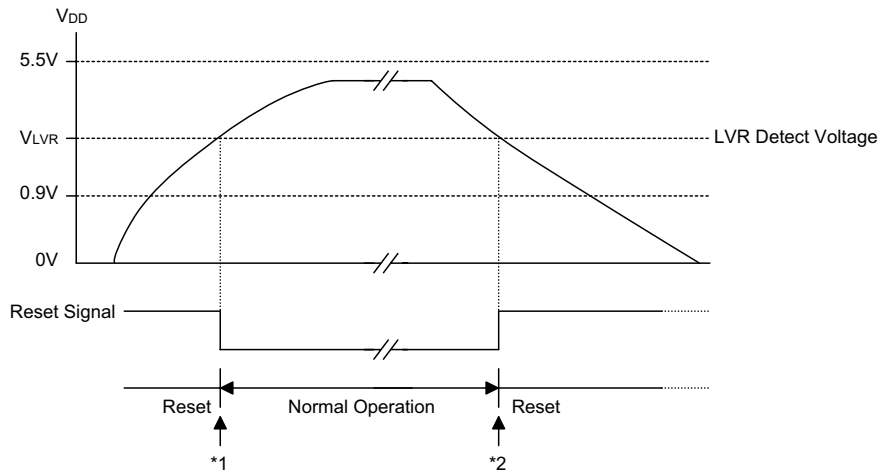 VDD
5.5V
VLVR
LVR Detect Voltage
0.9V
0V
Reset Signal
Reset
Normal Operation
Reset
*1
*2